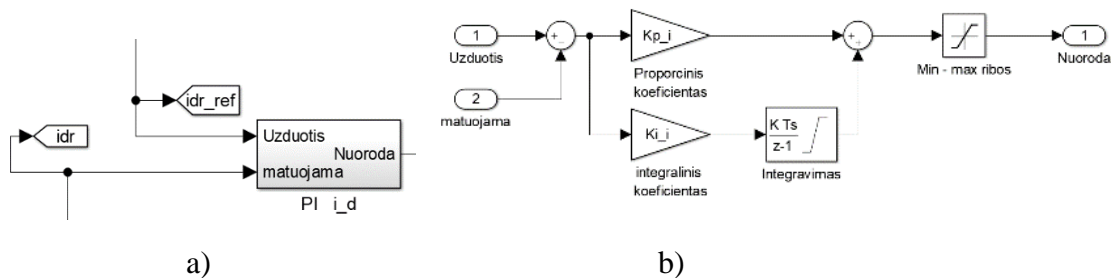 idr_ref
idr
Uzduotis
Nuoroda
matuojama
PI i_d
a)
1
Uzduotis
2
matuojama
+
-
Kp_i
Proporcinis
koeficientas
Ki_i
integralinis
koeficientas
K Ts
z-1
Integravimas
+
+
Min - max ribos
1
Nuoroda
b)